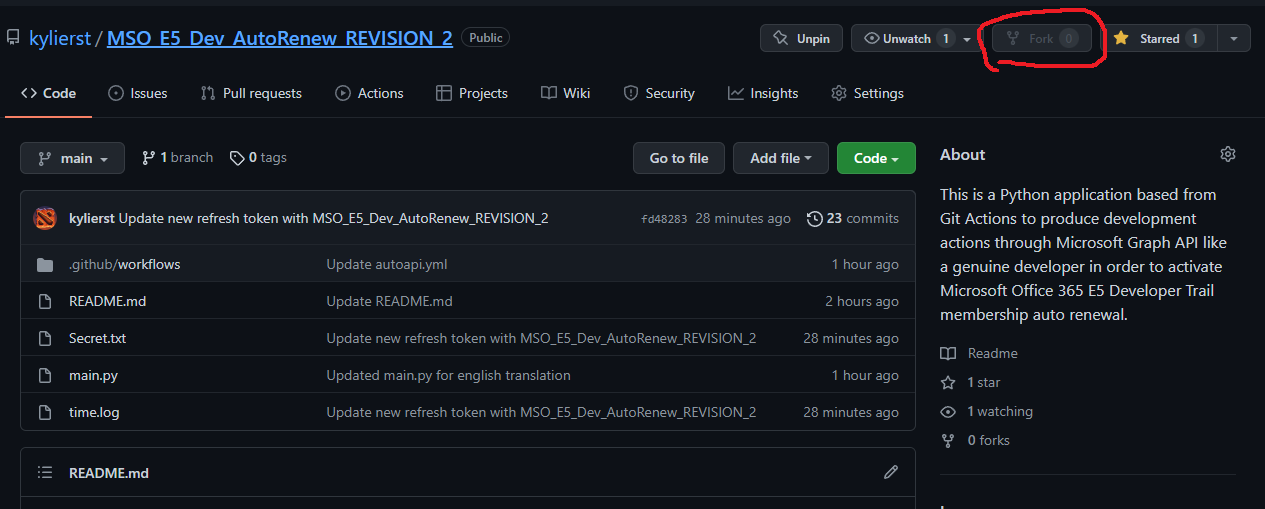 kylierst / MSO_E5_Dev_AutoRenew_REVISION_2 Public Unpin Unwatch 1 Fork 0 Starred 1
Code Issues Pull requests Actions Projects Wiki Security Insights Settings
main 1 branch 0 tags Go to file Add file Code
kylierst Update new refresh token with MSO_E5_Dev_AutoRenew_REVISION_2 fd48283 28 minutes ago 23 commits
.github/workflows Update autoapi.yml 1 hour ago
README.md Update README.md 2 hours ago
Secret.txt Update new refresh token with MSO_E5_Dev_AutoRenew_REVISION_2 28 minutes ago
main.py Updated main.py for english translation 1 hour ago
time.log Update new refresh token with MSO_E5_Dev_AutoRenew_REVISION_2 28 minutes ago
README.md
About
This is a Python application based from
Git Actions to produce development
actions through Microsoft Graph API like
a genuine developer in order to activate
Microsoft Office 365 E5 Developer Trail
membership auto renewal.
Readme
1 star
1 watching
0 forks